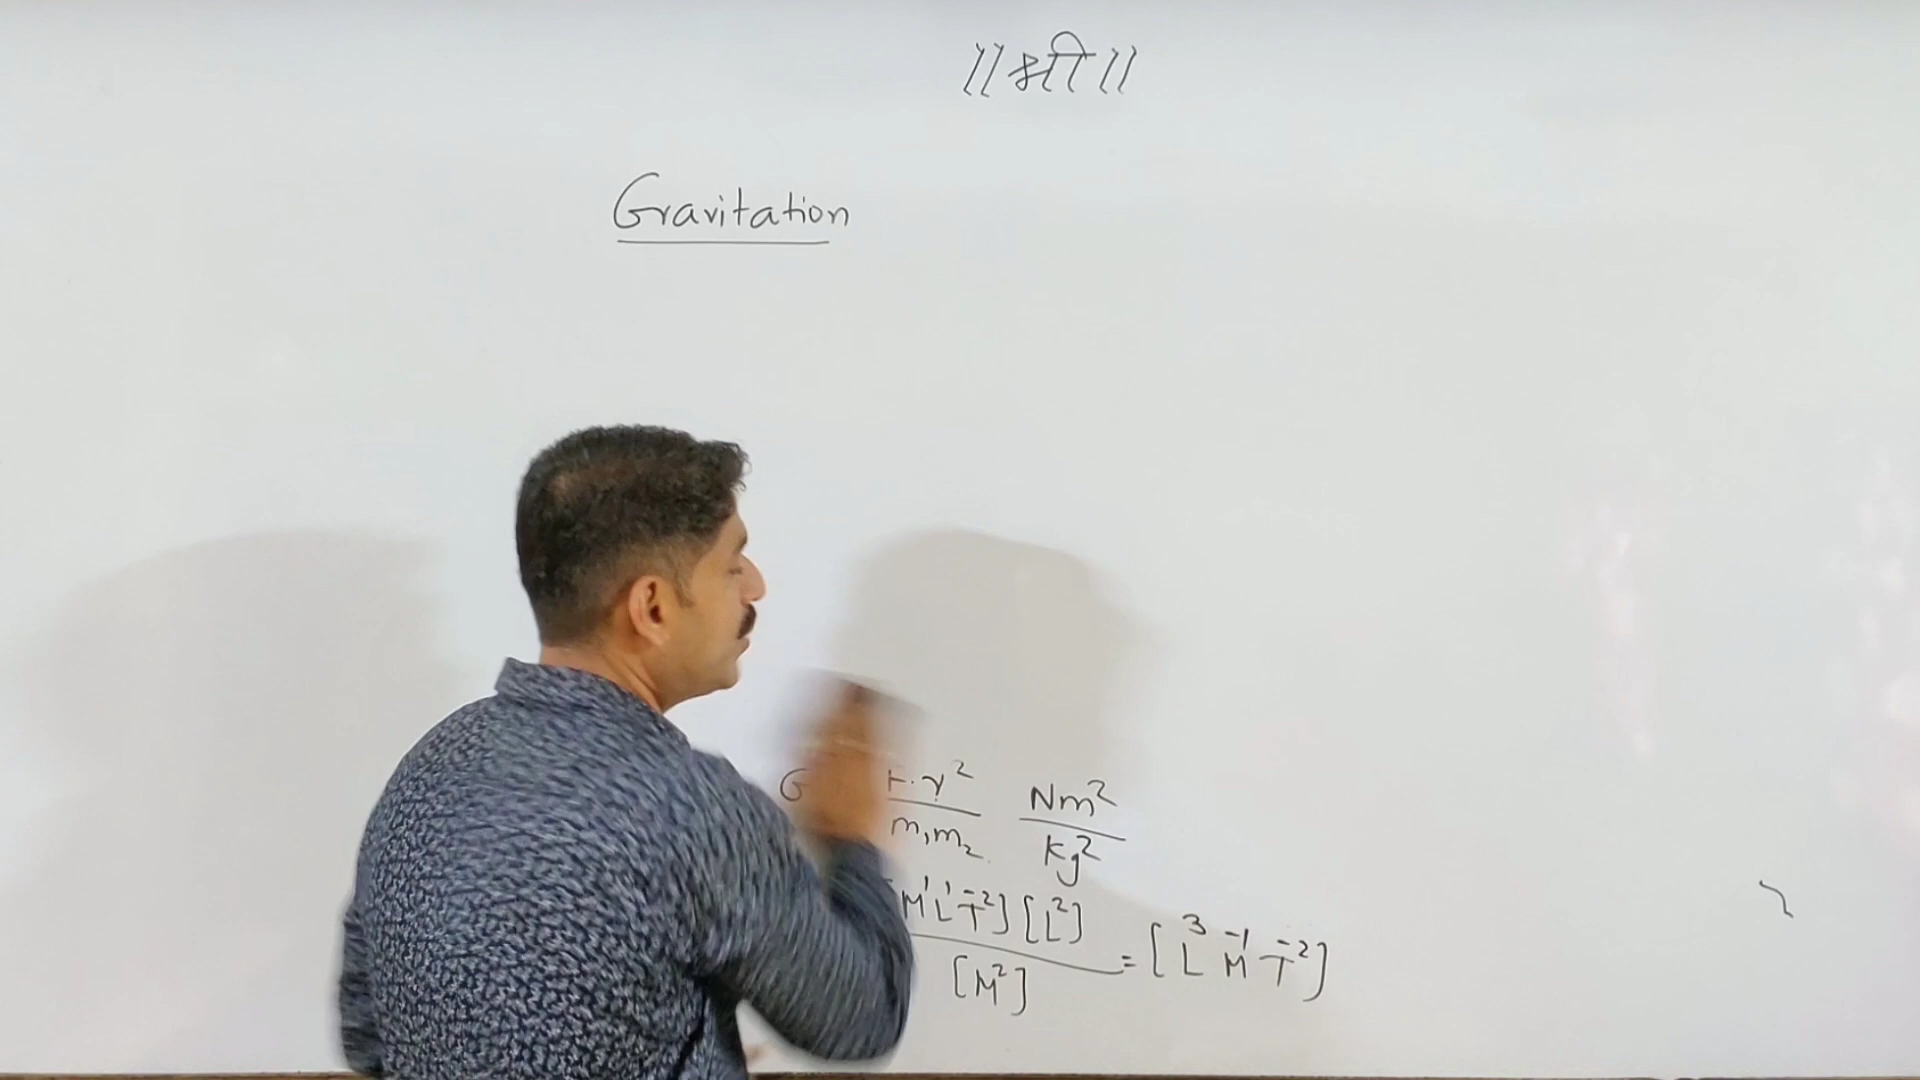 ॥श्री॥
Gravitation
G F·r² / m₁m₂ Nm² / kg²
[M¹L¹T⁻²][L²] / [M²] = [L³ M⁻¹ T⁻²]